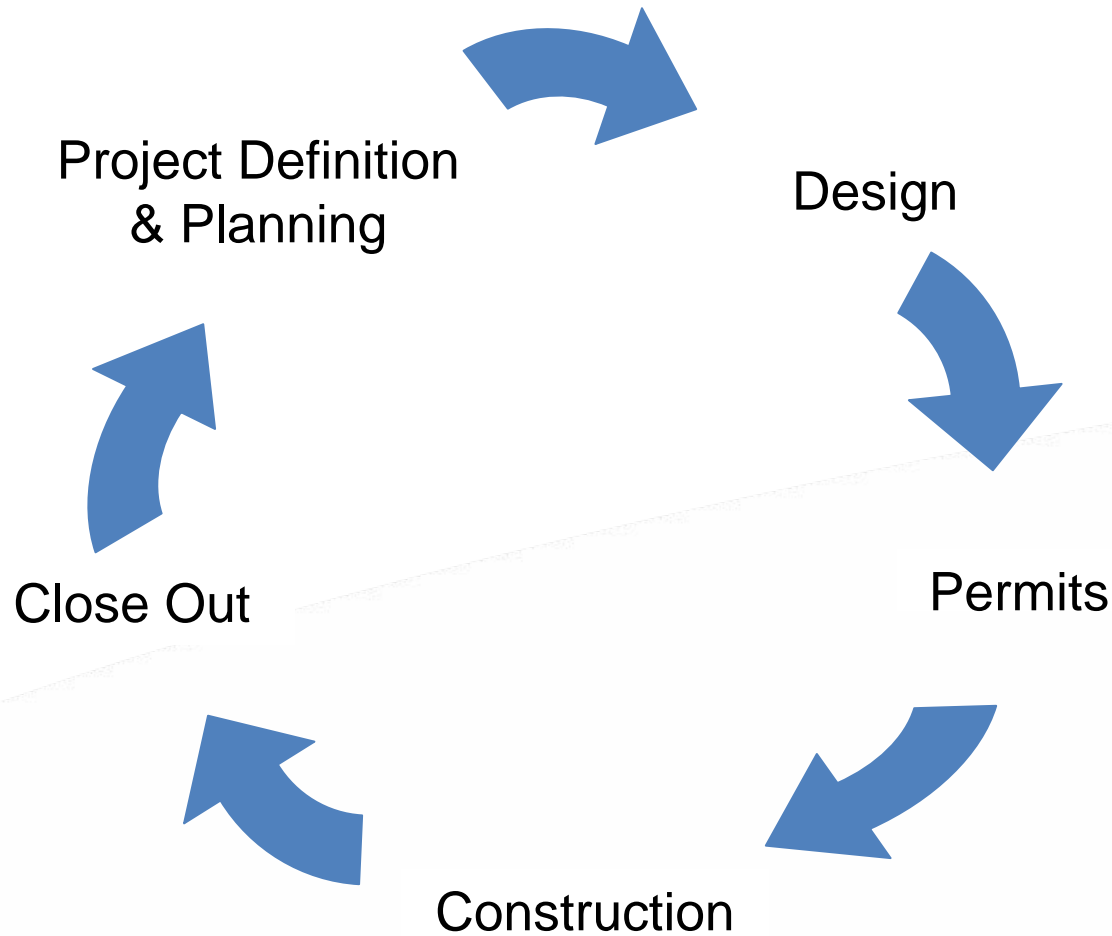 Project Definition
& Planning
Design
Permits
Construction
Close Out